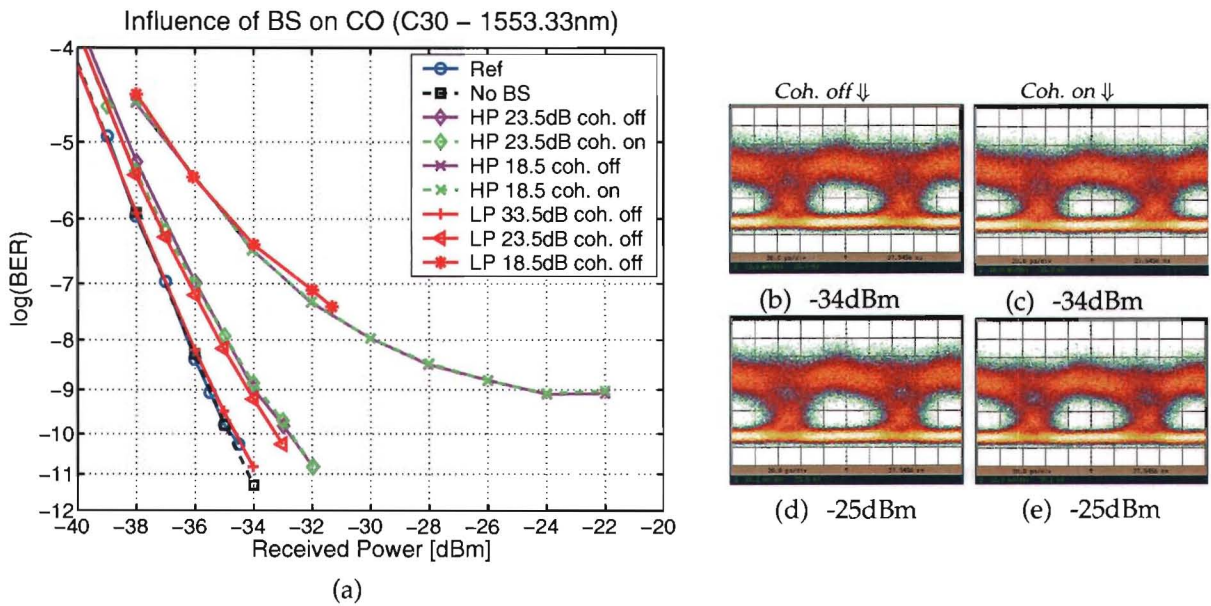 Influence of BS on CO (C30 − 1553.33nm)
log(BER)
−4
−5
−6
−7
−8
−9
−10
−11
−12
Ref
No BS
HP 23.5dB coh. off
HP 23.5dB coh. on
HP 18.5 coh. off
HP 18.5 coh. on
LP 33.5dB coh. off
LP 23.5dB coh. off
LP 18.5dB coh. off
−40 −38 −36 −34 −32 −30 −28 −26 −24 −22 −20
Received Power [dBm]
(a)
Coh. off ⇓
Coh. on ⇓
(b) -34dBm
(c) -34dBm
(d) -25dBm
(e) -25dBm